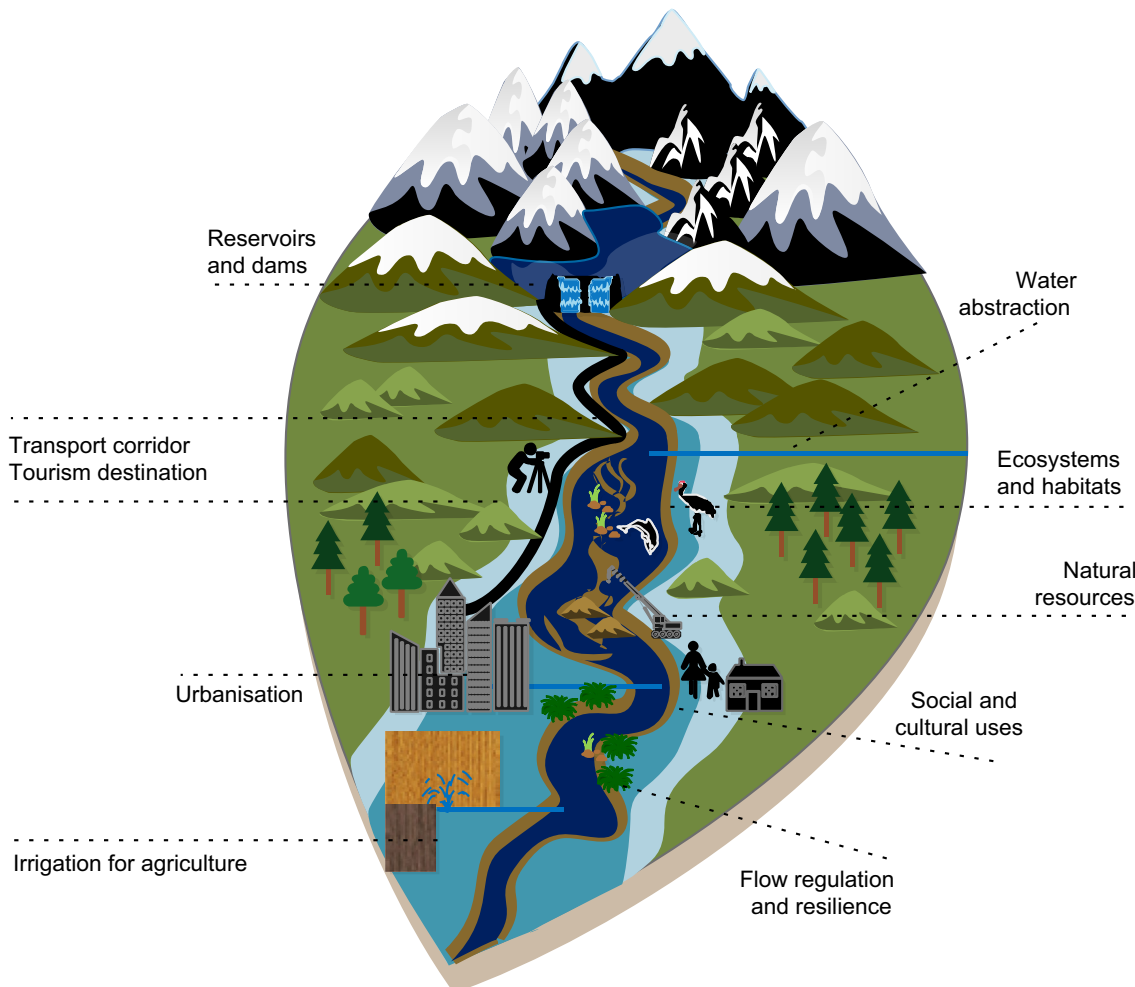 Reservoirs
and dams
Water
abstraction
Transport corridor
Tourism destination
Ecosystems
and habitats
Natural
resources
Urbanisation
Social and
cultural uses
Irrigation for agriculture
Flow regulation
and resilience